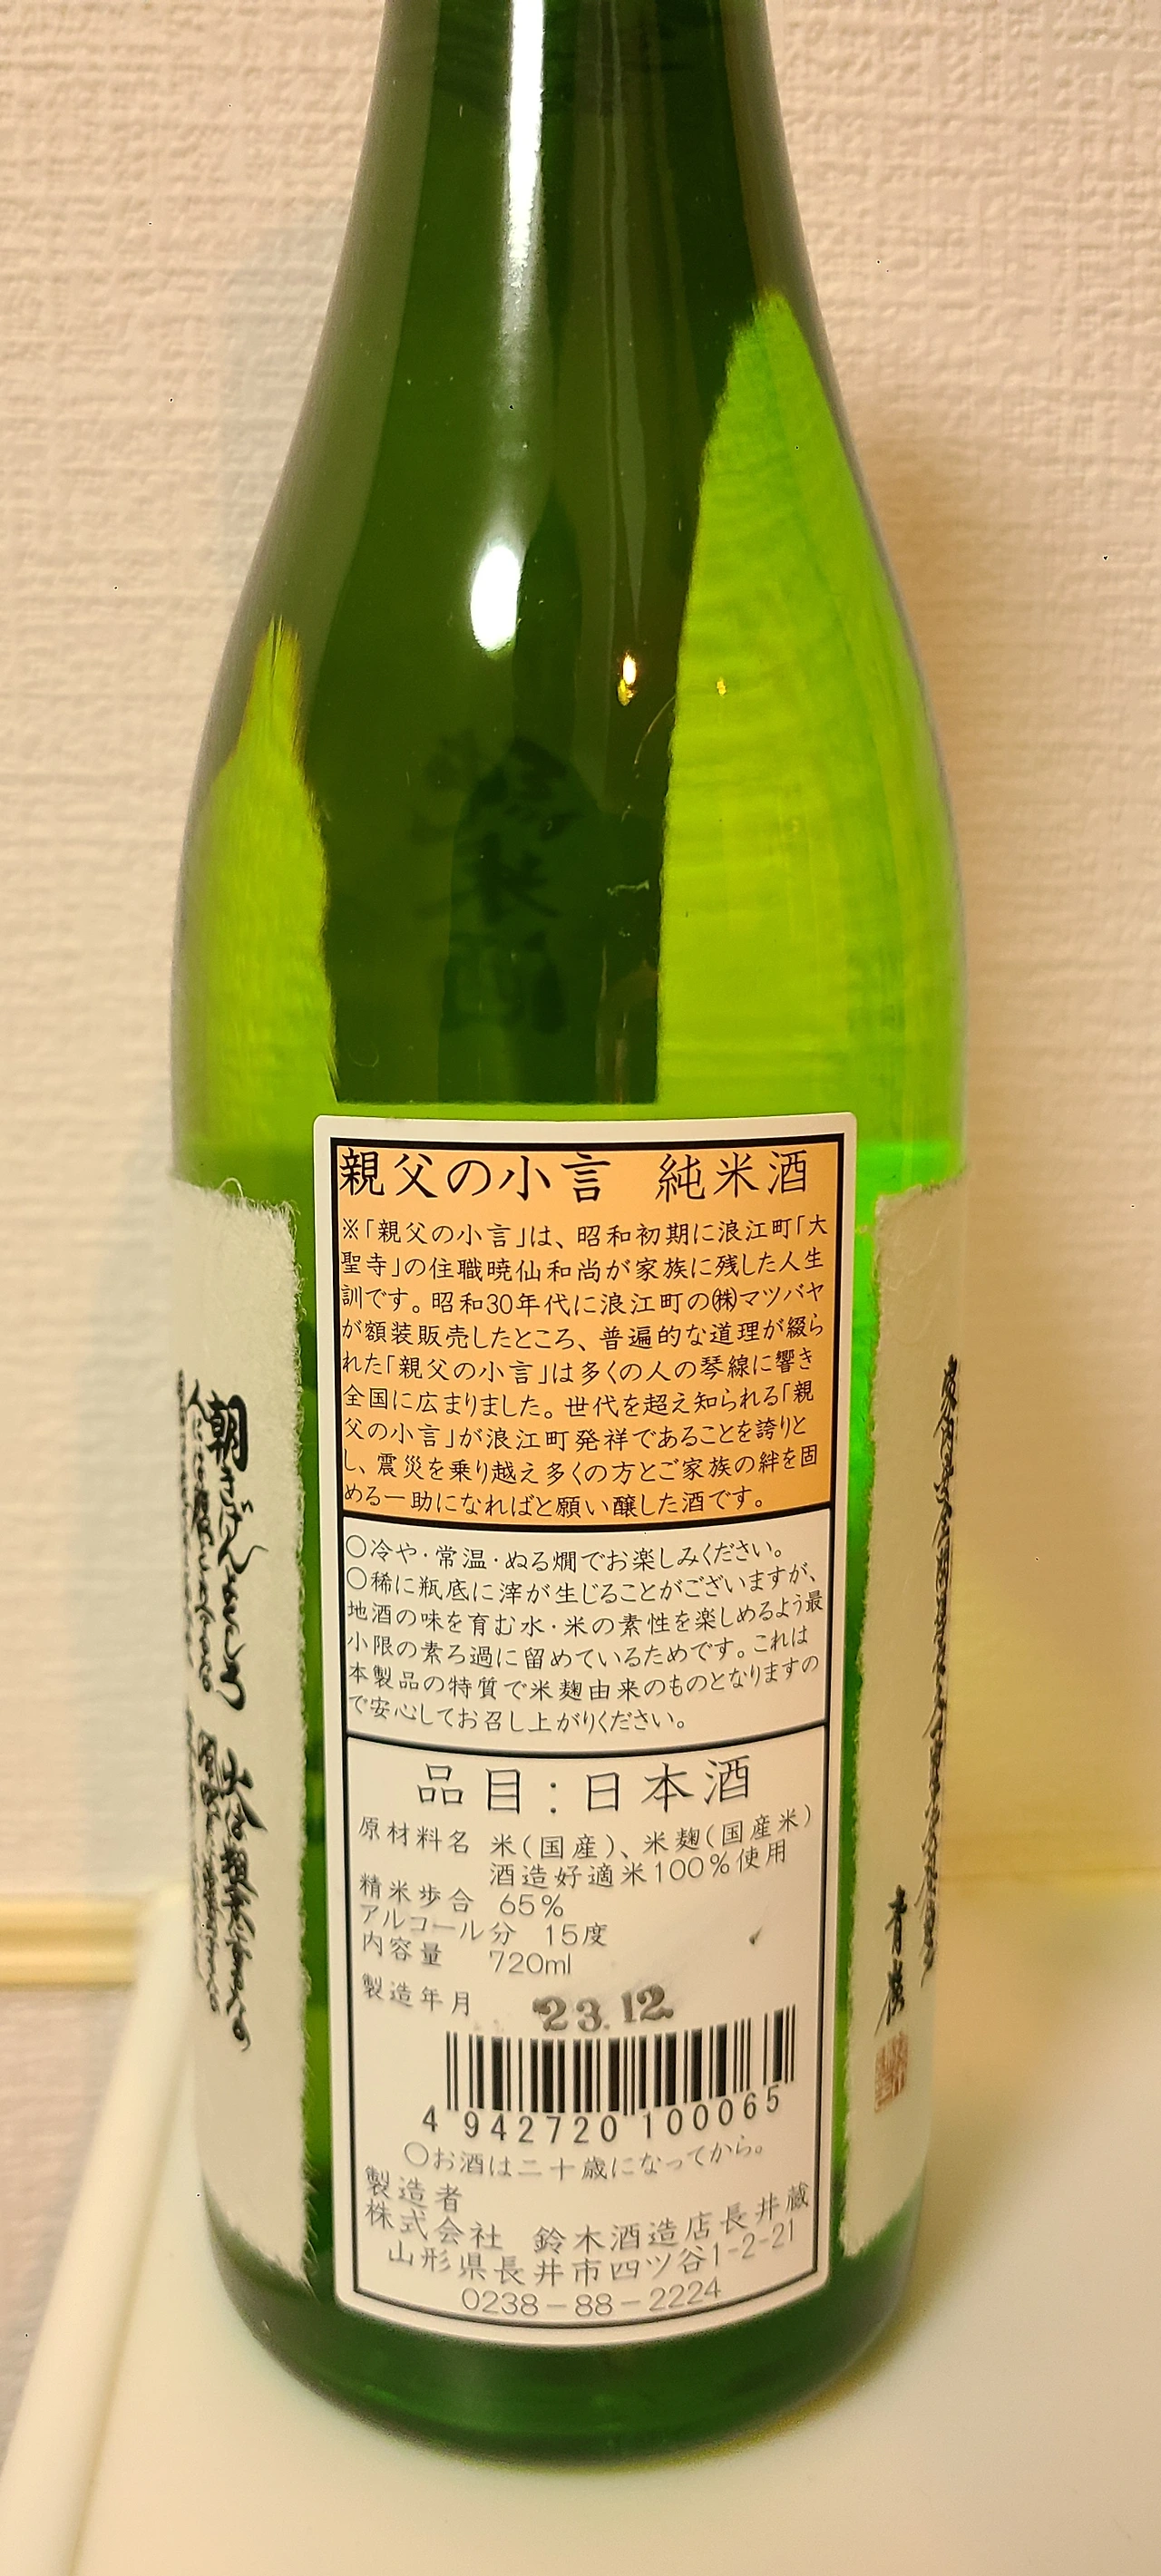 親父の小言 純米酒
※「親父の小言」は、昭和初期に浪江町「大
聖寺」の住職暁仙和尚が家族に残した人生
訓です。昭和30年代に浪江町の㈱マツバヤ
が額装販売したところ、普遍的な道理が綴ら
れた「親父の小言」は多くの人の琴線に響き
全国に広まりました。世代を超え知られる「親
父の小言」が浪江町発祥であることを誇りと
し、震災を乗り越え多くの方とご家族の絆を固
める一助になればと願い醸した酒です。
○冷や・常温・ぬる燗でお楽しみください。
○稀に瓶底に滓が生じることがございますが、
地酒の味を育む水・米の素性を楽しめるよう最
小限の素ろ過に留めているためです。これは
本製品の特質で米麹由来のものとなりますの
で安心してお召し上がりください。
品目:日本酒
原材料名 米(国産)、米麹(国産米)
酒造好適米100%使用
精米歩合 65%
アルコール分 15度
内容量 720ml
製造年月 23.12.
4 942720 100065
○お酒は二十歳になってから。
製造者
株式会社 鈴木酒造店長井蔵
山形県長井市四ツ谷1-2-21
0238-88-2224
朝きげんよくしろ